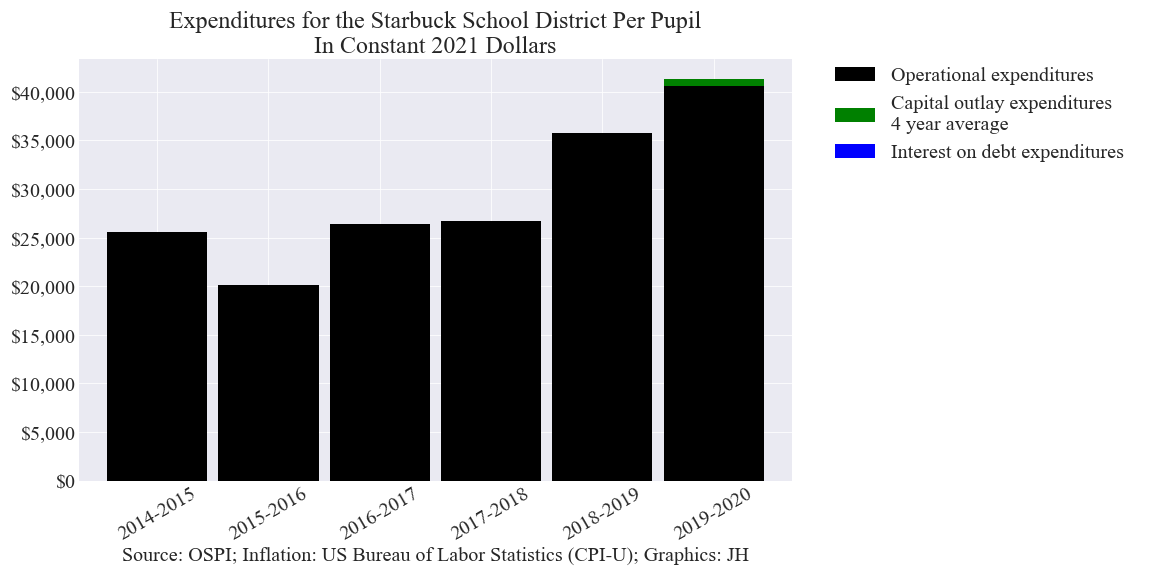 Expenditures for the Starbuck School District Per Pupil
In Constant 2021 Dollars
Operational expenditures
Capital outlay expenditures
4 year average
Interest on debt expenditures
$40,000
$35,000
$30,000
$25,000
$20,000
$15,000
$10,000
$5,000
$0
2014-2015
2015-2016
2016-2017
2017-2018
2018-2019
2019-2020
Source: OSPI; Inflation: US Bureau of Labor Statistics (CPI-U); Graphics: JH